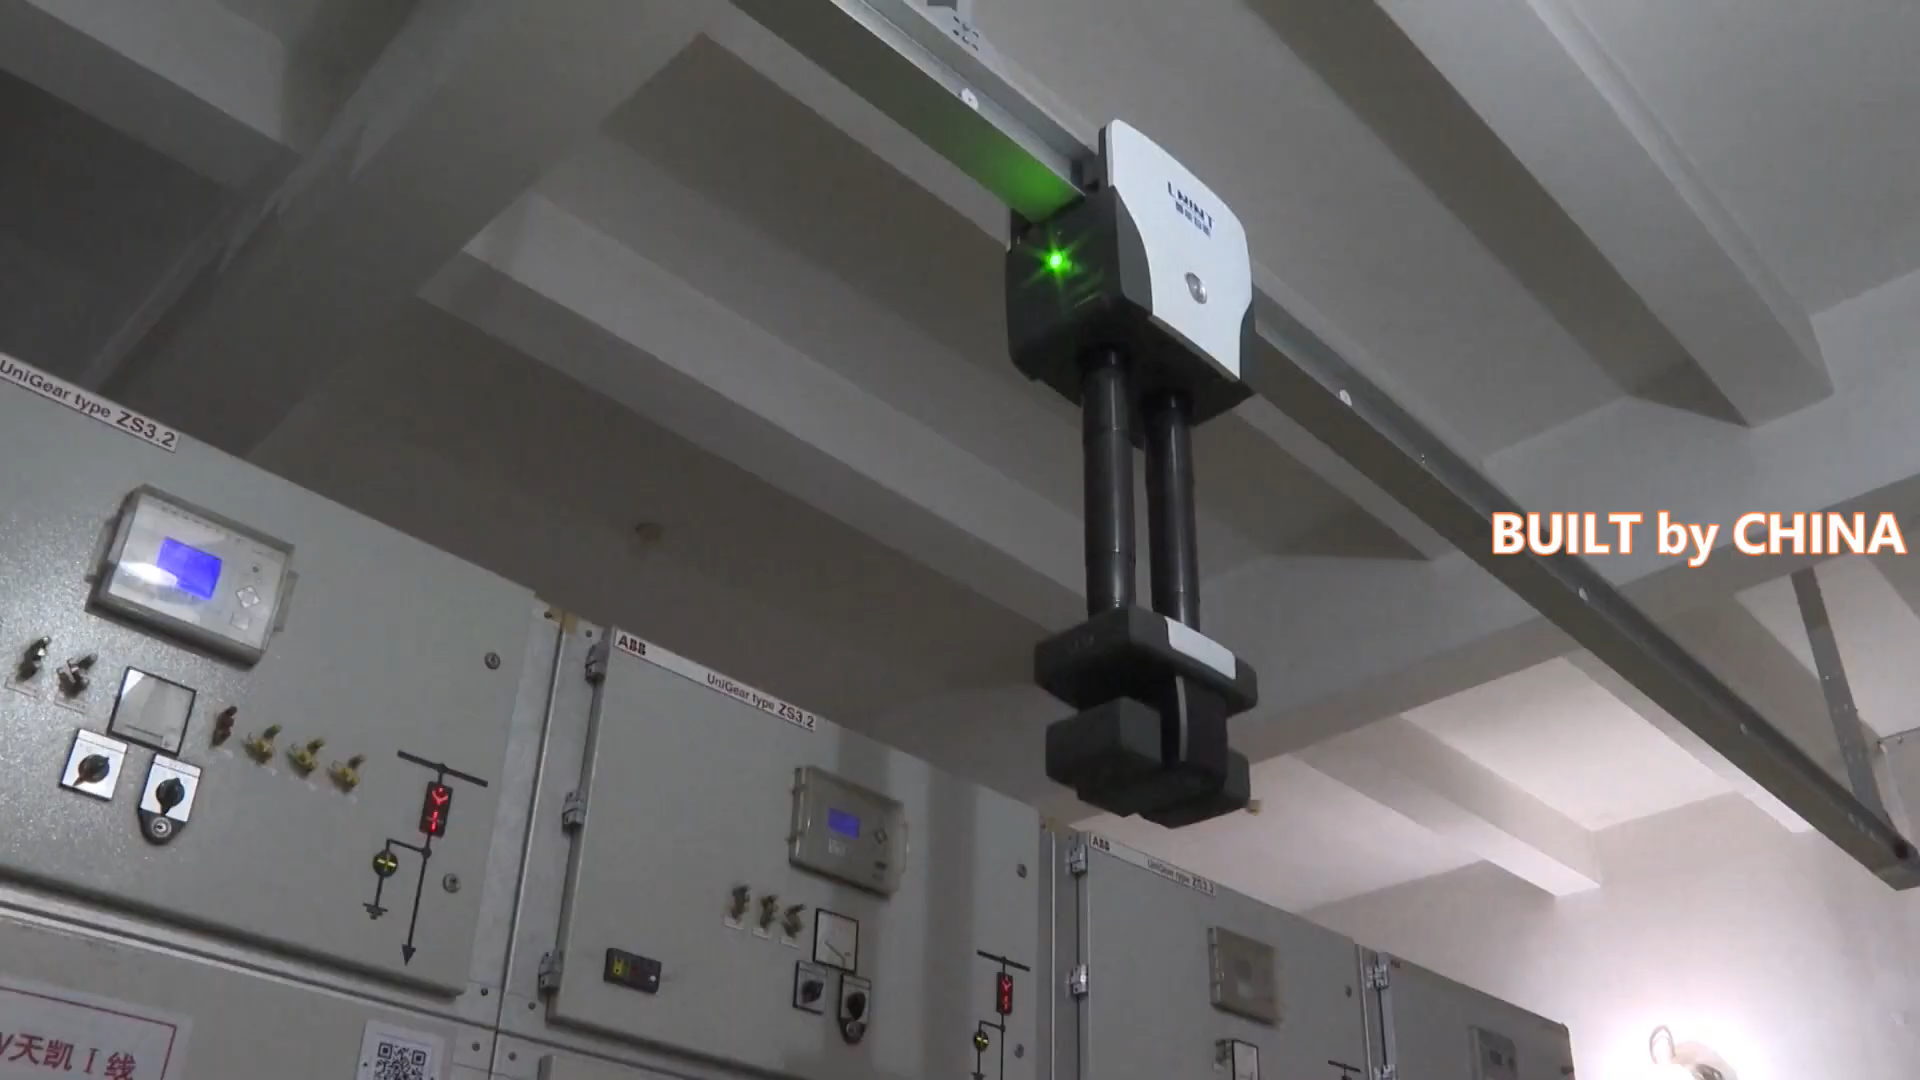 LNINT
BUILT by CHINA
UniGear type ZS3.2
ABB
UniGear type ZS3.2
ABB
UniGear type ZS3.2
y天凯 I 线